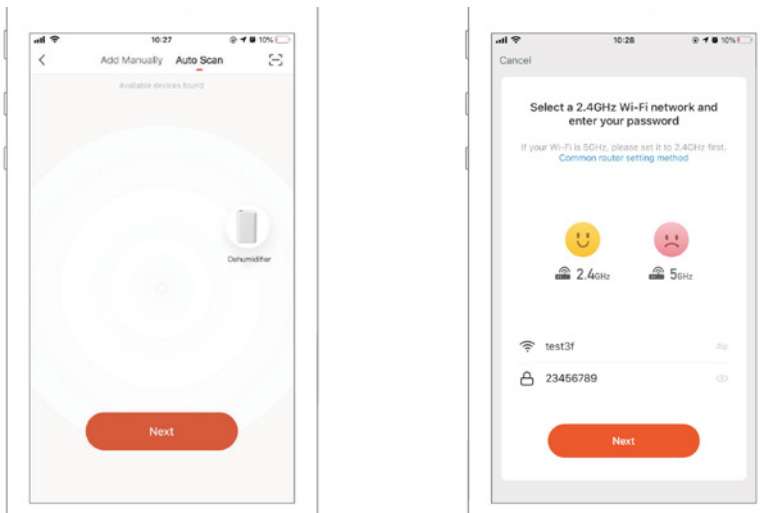 10:27
10%
Add Manually Auto Scan
Available devices found
Dehumidifier
Next
10:28
10%
Cancel
Select a 2.4GHz Wi-Fi network and
enter your password
If your Wi-Fi is 5GHz, please set it to 2.4GHz first.
Common router setting method
2.4GHz 5GHz
test3f
23456789
Next